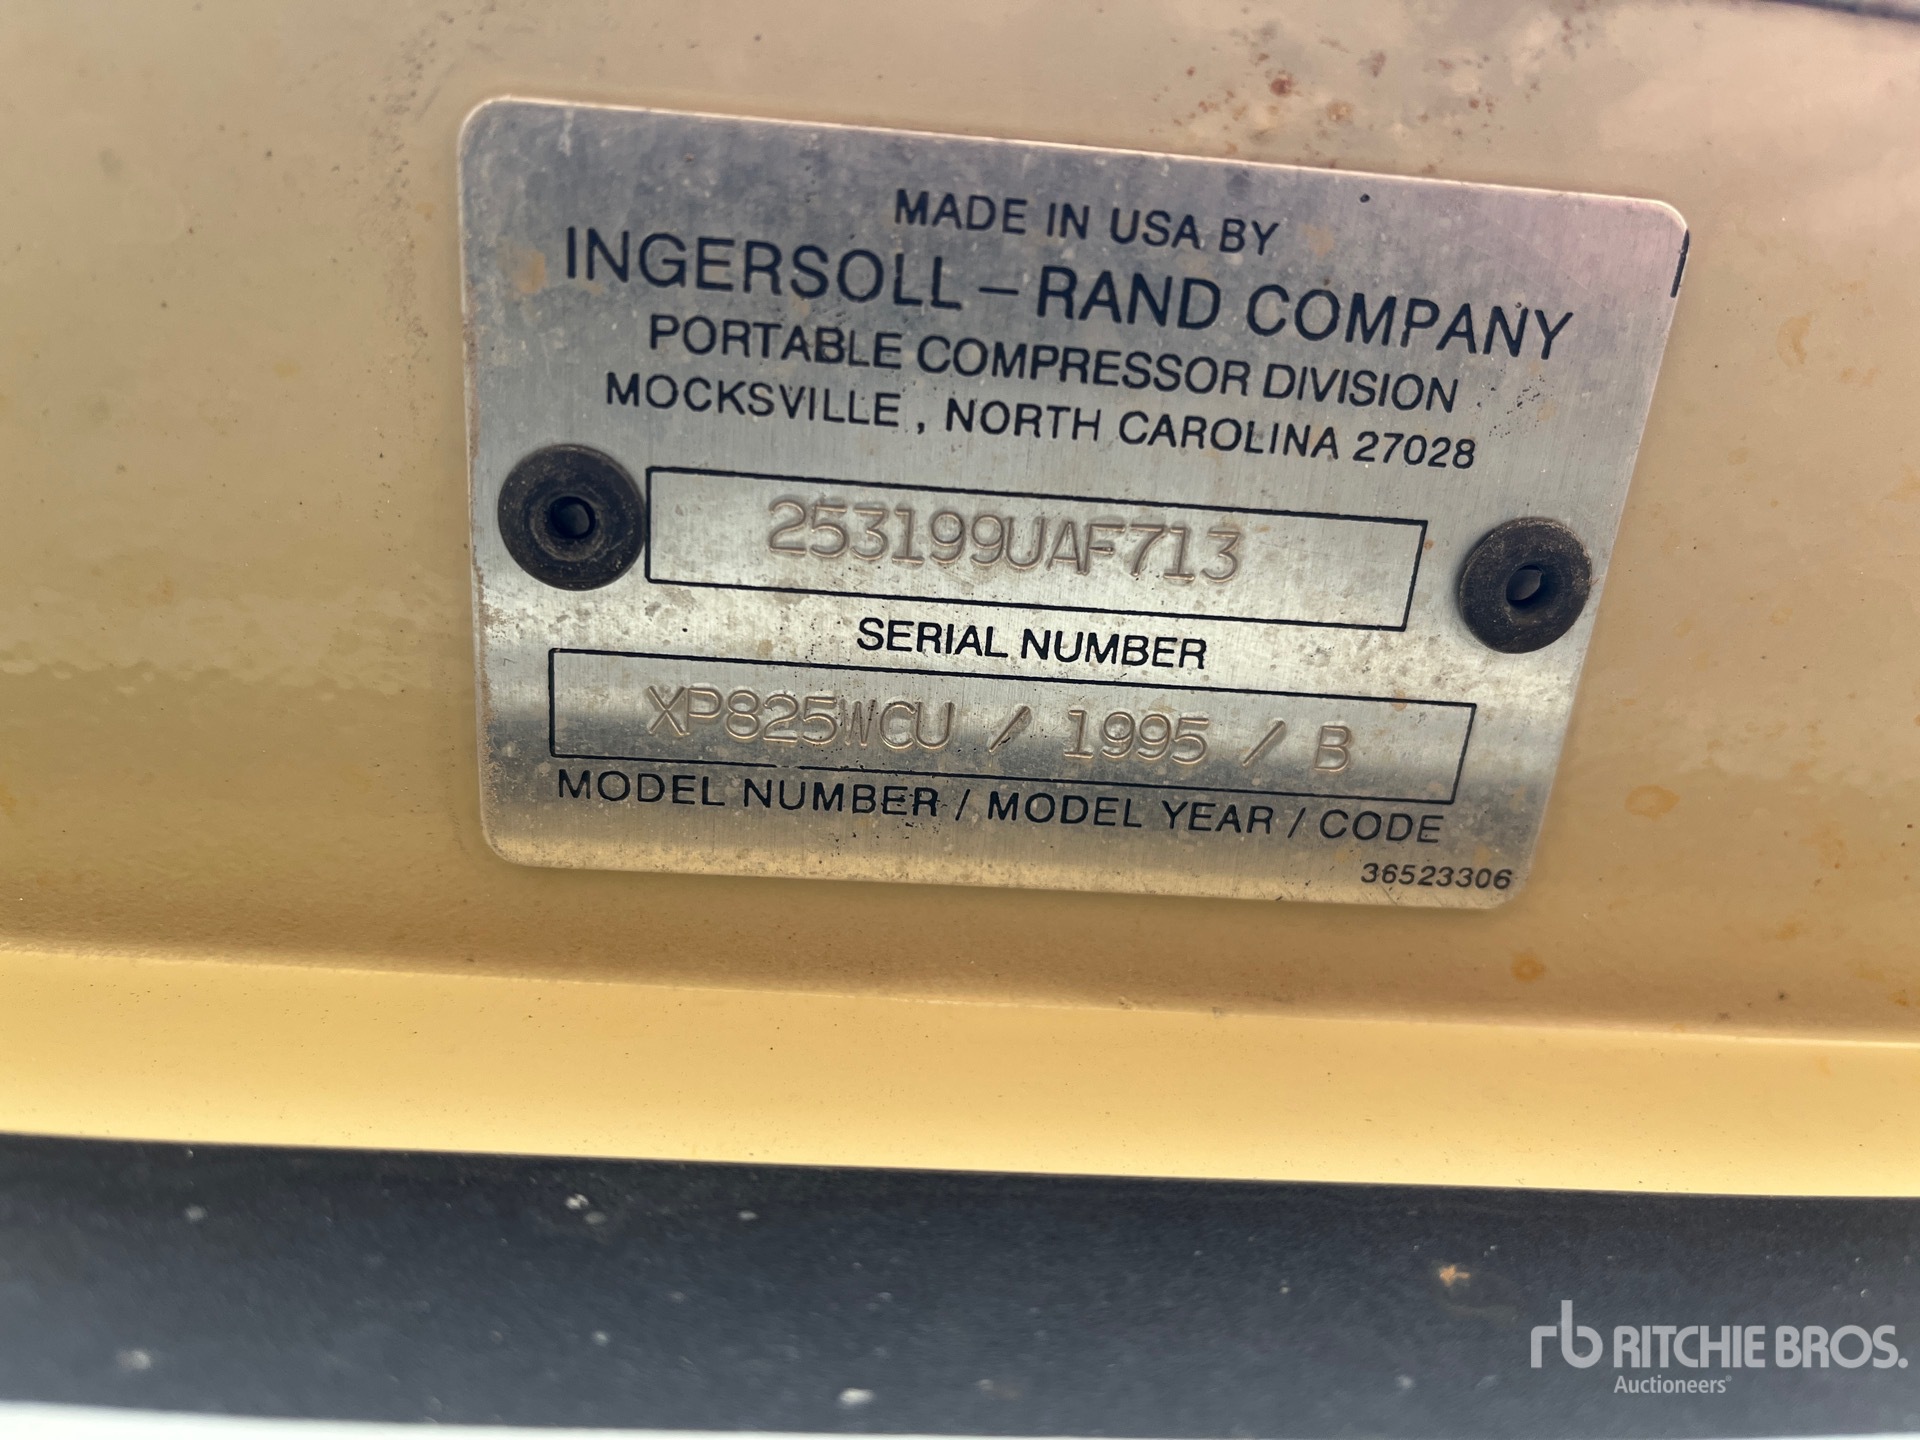 MADE IN USA BY
INGERSOLL – RAND COMPANY
PORTABLE COMPRESSOR DIVISION
MOCKSVILLE , NORTH CAROLINA 27028
253199UAF713
SERIAL NUMBER
XP825WCU / 1995 / B
MODEL NUMBER / MODEL YEAR / CODE
36523306
rb RITCHIE BROS.
Auctioneers